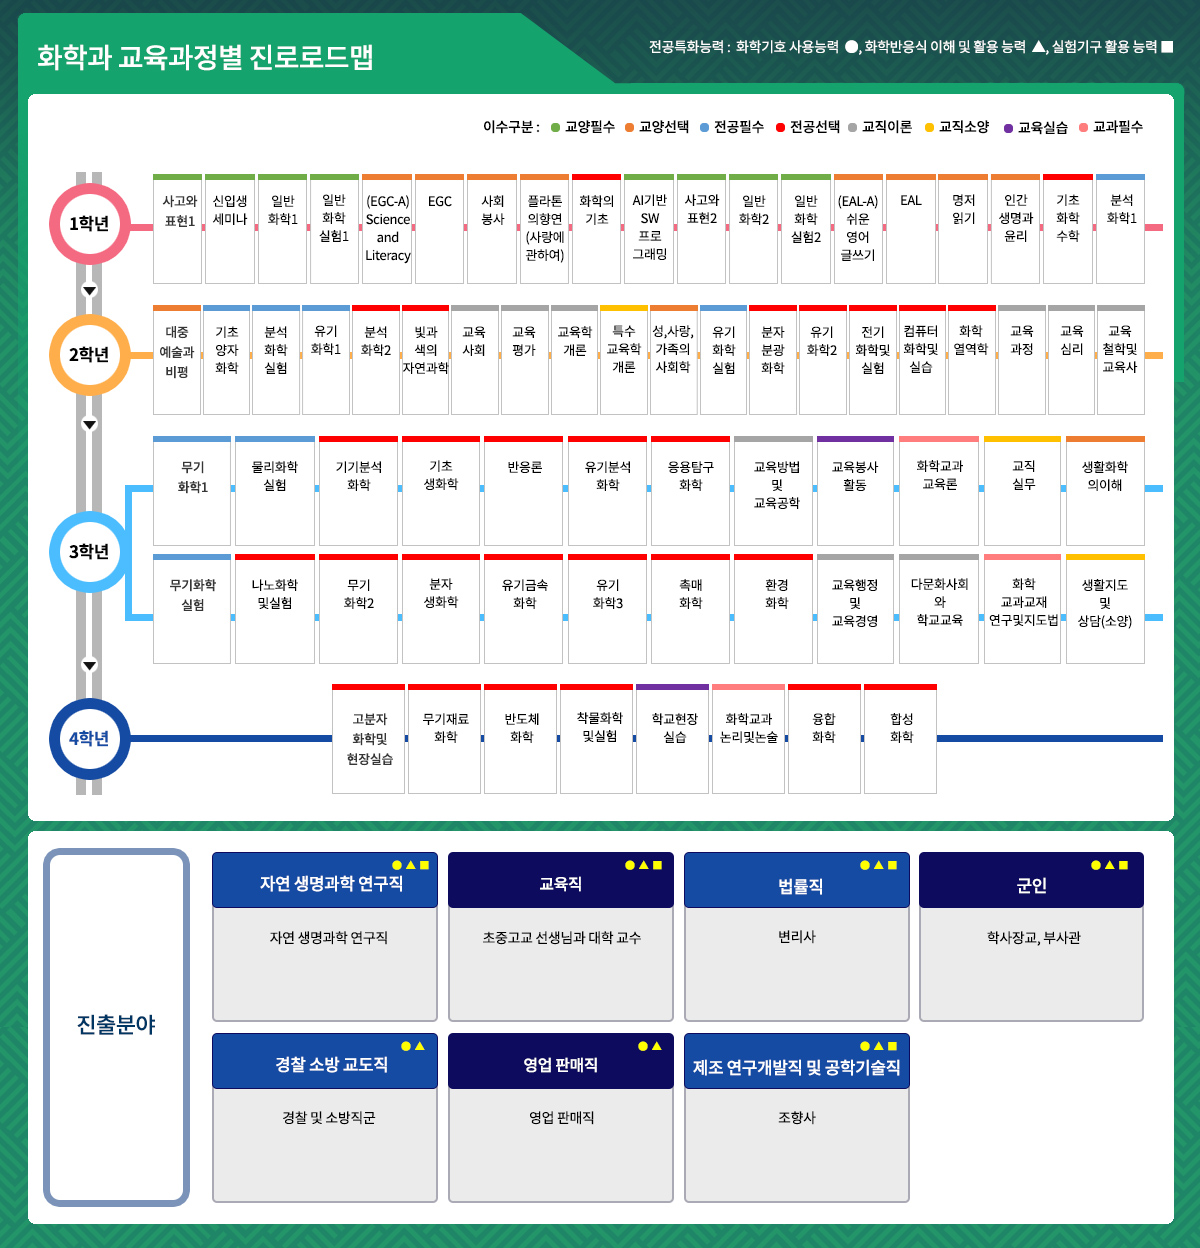 화학과 교육과정별 진로로드맵
전공특화능력 : 화학기호 사용능력 ●, 화학반응식 이해 및 활용 능력 ▲, 실험기구 활용 능력 ■
이수구분 : 교양필수 교양선택 전공필수 전공선택 교직이론 교직소양 교육실습 교과필수
1학년
사고와
표현1
신입생
세미나
일반
화학1
일반
화학
실험1
(EGC-A)
Science
and
Literacy
EGC
사회
봉사
플라톤
의향연
(사랑에
관하여)
화학의
기초
AI기반
SW
프로
그래밍
사고와
표현2
일반
화학2
일반
화학
실험2
(EAL-A)
쉬운
영어
글쓰기
EAL
명저
읽기
인간
생명과
윤리
기초
화학
수학
분석
화학1
2학년
대중
예술과
비평
기초
양자
화학
분석
화학
실험
유기
화학1
분석
화학2
빛과
색의
자연과학
교육
사회
교육
평가
교육학
개론
특수
교육학
개론
성,사랑,
가족의
사회학
유기
화학
실험
분자
분광
화학
유기
화학2
전기
화학및
실험
컴퓨터
화학및
실습
화학
열역학
교육
과정
교육
심리
교육
철학및
교육사
3학년
무기
화학1
물리화학
실험
기기분석
화학
기초
생화학
반응론
유기분석
화학
응용탐구
화학
교육방법
및
교육공학
교육봉사
활동
화학교과
교육론
교직
실무
생활화학
의이해
무기화학
실험
나노화학
및실험
무기
화학2
분자
생화학
유기금속
화학
유기
화학3
촉매
화학
환경
화학
교육행정
및
교육경영
다문화사회
와
학교교육
화학
교과교재
연구및지도법
생활지도
및
상담(소양)
4학년
고분자
화학및
현장실습
무기재료
화학
반도체
화학
착물화학
및실험
학교현장
실습
화학교과
논리및논술
융합
화학
합성
화학
진출분야
●▲■
자연 생명과학 연구직
자연 생명과학 연구직
●▲■
교육직
초중고교 선생님과 대학 교수
●▲■
법률직
변리사
●▲■
군인
학사장교, 부사관
●▲
경찰 소방 교도직
경찰 및 소방직군
●▲
영업 판매직
영업 판매직
●▲■
제조 연구개발직 및 공학기술직
조향사